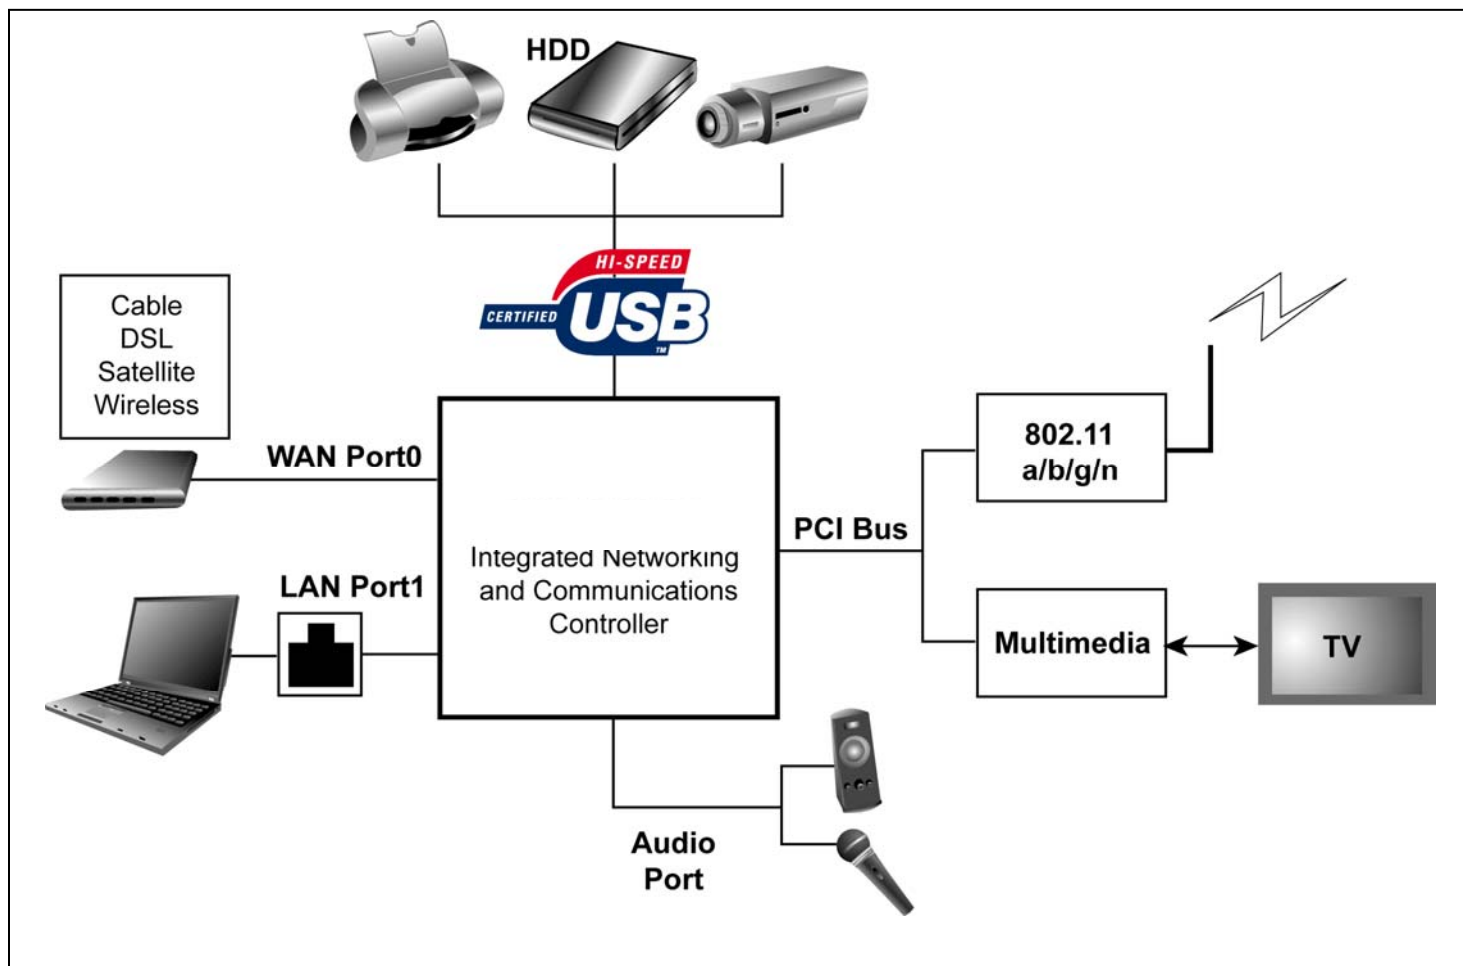 HDD
HI-SPEED
CERTIFIED USB
TM
Cable
DSL
Satellite
Wireless
WAN Port0
802.11
a/b/g/n
PCI Bus
Integrated Networking
and Communications
Controller
LAN Port1
Multimedia
TV
Audio
Port